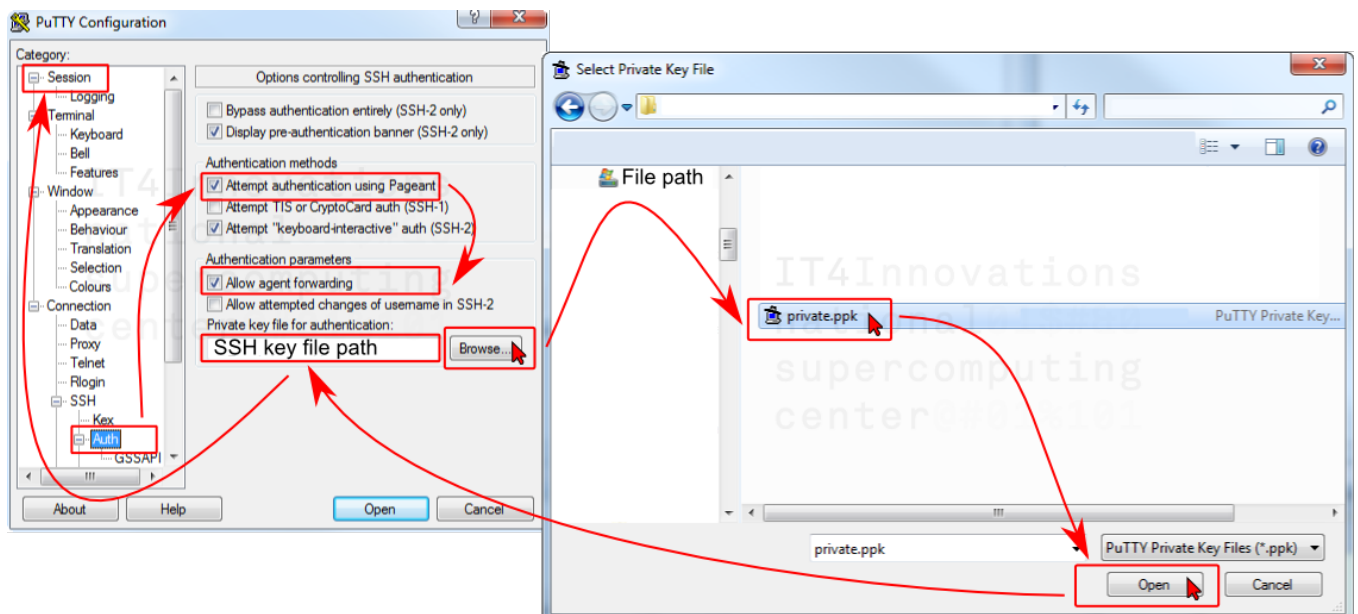 PuTTY Configuration
Category:
Session
Logging
Terminal
Keyboard
Bell
Features
Window
Appearance
Behaviour
Translation
Selection
Colours
Connection
Data
Proxy
Telnet
Rlogin
SSH
Kex
Auth
GSSAPI
Options controlling SSH authentication
Bypass authentication entirely (SSH-2 only)
Display pre-authentication banner (SSH-2 only)
Authentication methods
Attempt authentication using Pageant
Attempt TIS or CryptoCard auth (SSH-1)
Attempt "keyboard-interactive" auth (SSH-2)
Authentication parameters
Allow agent forwarding
Allow attempted changes of username in SSH-2
Private key file for authentication:
SSH key file path
Browse...
About
Help
Open
Cancel
Select Private Key File
File path
IT4Innovations
national
supercomputing
center@#01%101
private.ppk
PuTTY Private Key...
private.ppk
PuTTY Private Key Files (*.ppk)
Open
Cancel